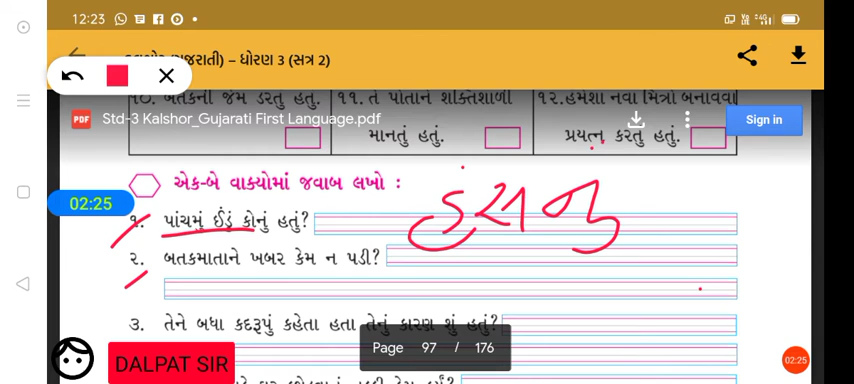 12:23
કલશોર (ગુજરાતી) – ધોરણ 3 (સત્ર 2)
૧૦. બતકની જેમ ડરતું હતું. ૧૧. તે પોતાને શક્તિશાળી ૧૨. હંમેશા નવા મિત્રો બનાવવા
PDF Std-3 Kalshor_Gujarati First Language.pdf Sign in
માનતું હતું. પ્રયત્ન કરતું હતું.
એક-બે વાક્યોમાં જવાબ લખો :
02:25
૧. પાંચમું ઈંડું કોનું હતું? હંસનું
૨. બતકમાતાને ખબર કેમ ન પડી?
૩. તેને બધા કદરૂપું કહેતા હતા તેનું કારણ શું હતું?
Page 97 / 176
DALPAT SIR
02:25